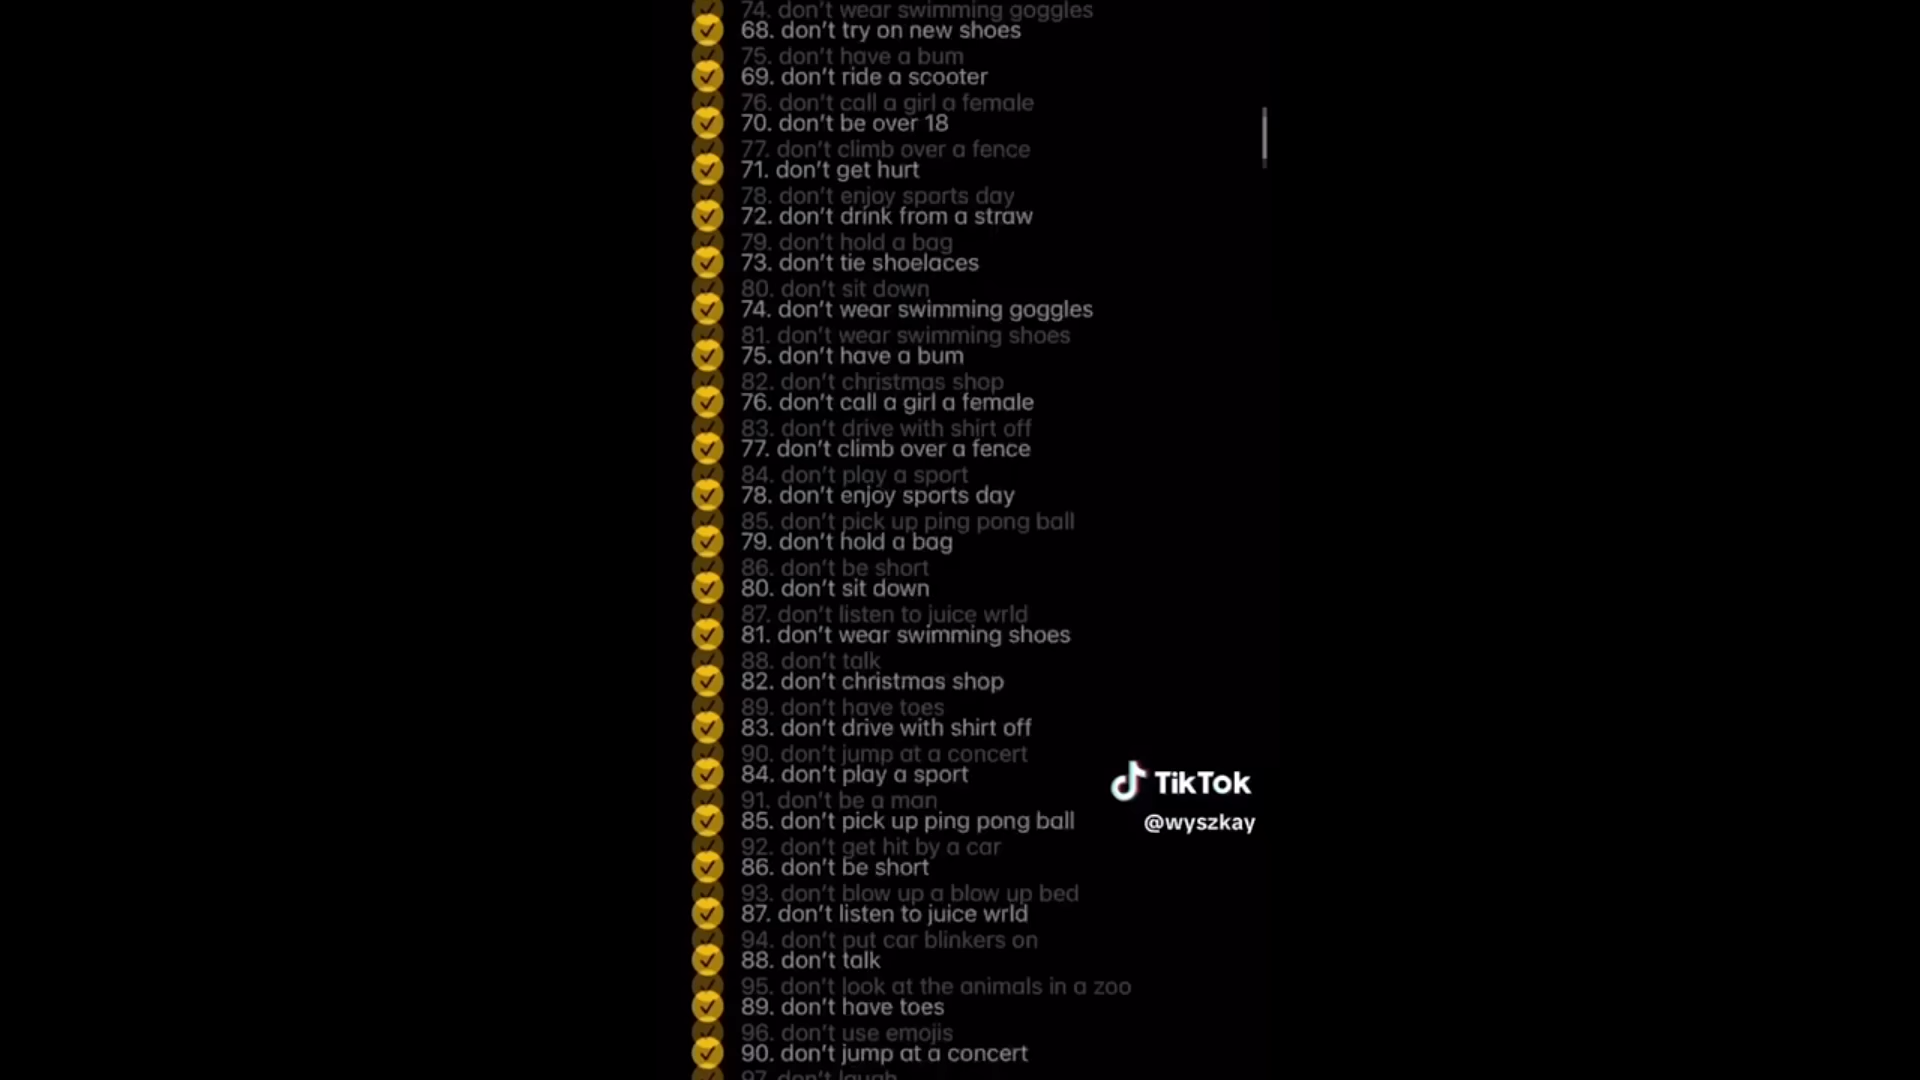 74. don't wear swimming goggles
68. don't try on new shoes
75. don't have a bum
69. don't ride a scooter
76. don't call a girl a female
70. don't be over 18
77. don't climb over a fence
71. don't get hurt
78. don't enjoy sports day
72. don't drink from a straw
79. don't hold a bag
73. don't tie shoelaces
80. don't sit down
74. don't wear swimming goggles
81. don't wear swimming shoes
75. don't have a bum
82. don't christmas shop
76. don't call a girl a female
83. don't drive with shirt off
77. don't climb over a fence
84. don't play a sport
78. don't enjoy sports day
85. don't pick up ping pong ball
79. don't hold a bag
86. don't be short
80. don't sit down
87. don't listen to juice wrld
81. don't wear swimming shoes
88. don't talk
82. don't christmas shop
89. don't have toes
83. don't drive with shirt off
90. don't jump at a concert
84. don't play a sport
91. don't be a man
85. don't pick up ping pong ball
92. don't get hit by a car
86. don't be short
93. don't blow up a blow up bed
87. don't listen to juice wrld
94. don't put car blinkers on
88. don't talk
95. don't look at the animals in a zoo
89. don't have toes
96. don't use emojis
90. don't jump at a concert
97. don't laugh
TikTok
@wyszkay